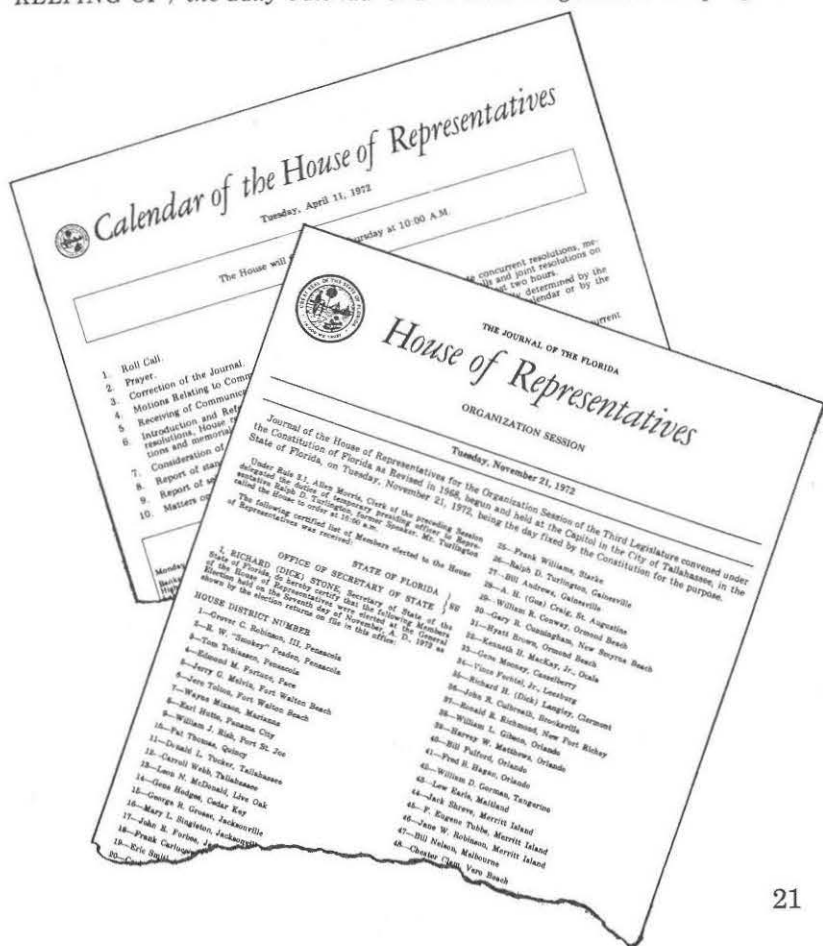 Calendar of the House of Representatives
Tuesday, April 11, 1972
The House will
rsday at 10:00 A.M.
concurrent resolutions, me-
lls and joint resolutions on
two hours.
determined by the
calendar or by the
current
1. Roll Call.
2. Prayer.
3. Correction of the Journal.
4. Motions Relating to Comm
5. Receiving of Communic
6. Introduction and Ref
resolutions, House re
tions and memorial
7. Consideration of
8. Report of stan
9. Report of se
10. Matters on
Monday
THE JOURNAL OF THE FLORIDA
House of Representatives
ORGANIZATION SESSION
Tuesday, November 21, 1972
Journal of the House of Representatives for the Organization Session of the Third Legislature convened under
the Constitution of Florida as Revised in 1968, begun and held at the Capitol in the City of Tallahassee, in the
State of Florida, on Tuesday, November 21, 1972, being the day fixed by the Constitution for the purpose.
Under Rule 3.1, Allen Morris, Clerk of the preceding Session
delegated the duties of temporary presiding officer to Repre-
sentative Ralph D. Turlington, former Speaker. Mr. Turlington
called the House to order at 10:00 a.m.
The following certified list of Members elected to the House
of Representatives was received:
STATE OF FLORIDA
OFFICE OF SECRETARY OF STATE
I, RICHARD (DICK) STONE, Secretary of State of the
State of Florida, do hereby certify that the following Members
of the House of Representatives were elected at the General
Election held on the Seventh day of November, A. D., 1972 as
shown by the election returns on file in this office:
HOUSE DISTRICT NUMBER
1—Grover C. Robinson, III, Pensacola
2—R. W. "Smokey" Peaden, Pensacola
3—Tom Tobiassen, Pensacola
4—Edmond M. Fortune, Pace
5—Jerry G. Melvin, Fort Walton Beach
6—Jere Tolton, Fort Walton Beach
7—Wayne Mixson, Marianna
8—Earl Hutto, Panama City
9—William J. Rish, Port St. Joe
10—Pat Thomas, Quincy
11—Donald L. Tucker, Tallahassee
12—Carroll Webb, Tallahassee
13—Leon N. McDonald, Live Oak
14—Gene Hodges, Cedar Key
15—George R. Grosse, Jacksonville
16—Mary L. Singleton, Jacksonville
17—John R. Forbes, Ja
18—Frank Carlucc
19—Eric Smith
25—Frank Williams, Starke
26—Ralph D. Turlington, Gainesville
27—Bill Andrews, Gainesville
28—A. H. (Gus) Craig, St. Augustine
29—William R. Conway, Ormond Beach
30—Gary R. Cunningham, New Smyrna Beach
31—Hyatt Brown, Ormond Beach
32—Kenneth H. MacKay, Jr., Ocala
33—Gene Mooney, Casselberry
34—Vince Fechtel, Jr., Leesburg
35—Richard H. (Dick) Langley, Clermont
36—John R. Culbreath, Brooksville
37—Ronald R. Richmond, New Port Richey
38—William L. Gibson, Orlando
39—Harvey W. Matthews, Orlando
40—Bill Fulford, Orlando
41—Fred B. Hagan, Orlando
42—William D. Gorman, Tangerine
43—Lew Earle, Maitland
44—Jack Shreve, Merritt Island
45—F. Eugene Tubbs, Merritt Island
46—Jane W. Robinson, Merritt Island
47—Bill Nelson, Melbourne
48—Chester Clem, Vero Beach
21